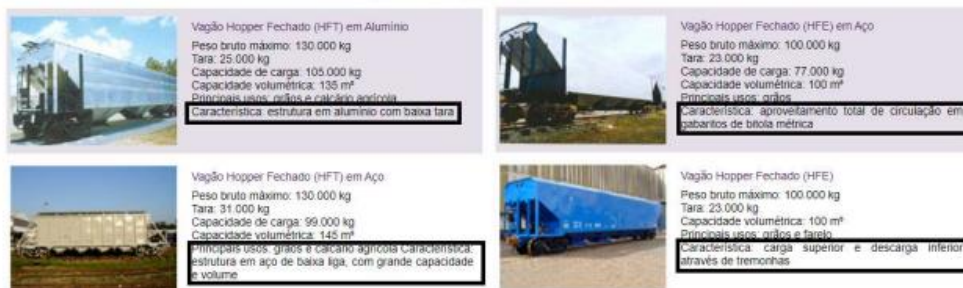 Vagão Hopper Fechado (HFT) em Alumínio
Peso bruto máximo: 130.000 kg
Tara: 25.000 kg
Capacidade de carga: 105.000 kg
Capacidade volumétrica: 135 m³
Principais usos: grãos e calcário agrícola
Característica: estrutura em alumínio com baixa tara
Vagão Hopper Fechado (HFE) em Aço
Peso bruto máximo: 100.000 kg
Tara: 23.000 kg
Capacidade de carga: 77.000 kg
Capacidade volumétrica: 100 m³
Principais usos: grãos
Característica: aproveitamento total de circulação em
gabaritos de bitola métrica
Vagão Hopper Fechado (HFT) em Aço
Peso bruto máximo: 130.000 kg
Tara: 31.000 kg
Capacidade de carga: 99.000 kg
Capacidade volumétrica: 145 m³
Principais usos: grãos e calcário agrícola Característica:
estrutura em aço de baixa liga, com grande capacidade
e volume
Vagão Hopper Fechado (HFE)
Peso bruto máximo: 100.000 kg
Tara: 23.000 kg
Capacidade volumétrica: 100 m³
Principais usos: grãos e farelo
Característica: carga superior e descarga inferior
através de tremonhas